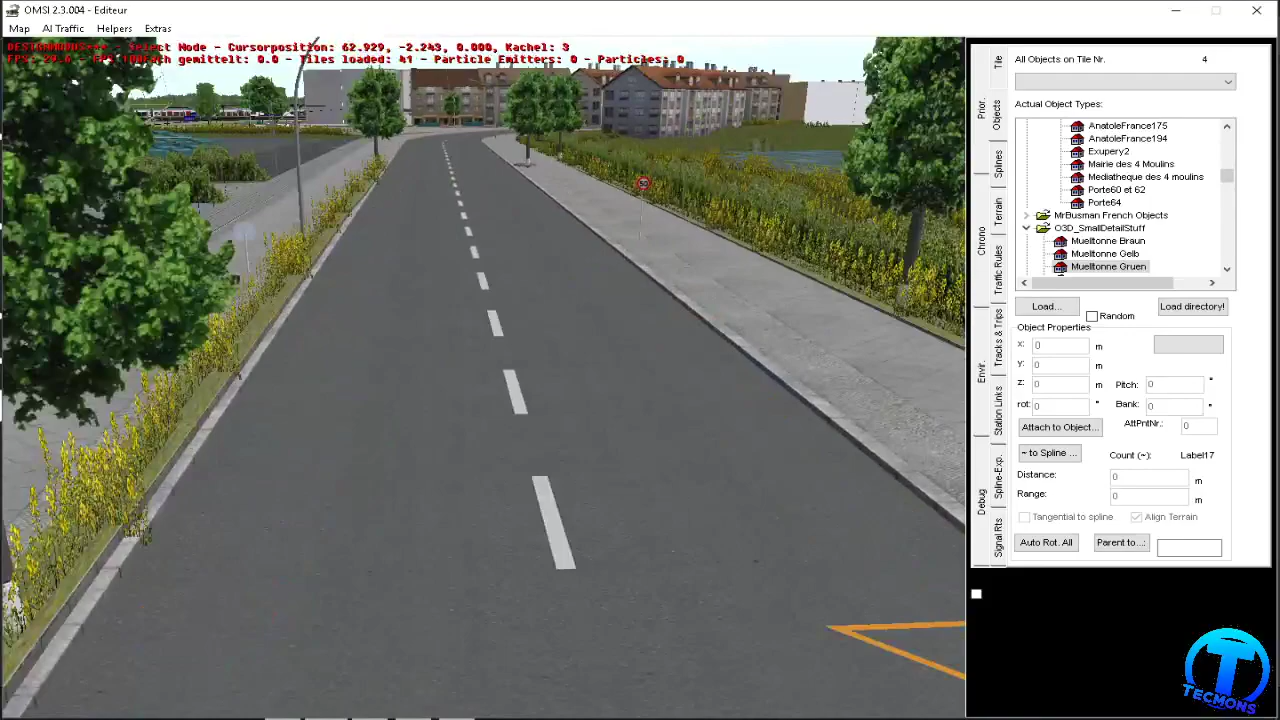 OMSI 2.3.004 - Editeur
Map AI Traffic Helpers Extras
- Select Node - Cursorposition: 62.929, -2.243, 0.000, Kachel: 3
gemittelt: 0.0 - Tiles loaded: 41 - Particle Emitters: 0 - Particles: 0
All Objects on Tile Nr. 4
Actual Object Types:
AnatoleFrance175
AnatoleFrance194
Exupery2
Mairie des 4 Moulins
Mediatheque des 4 moulins
Porte60 et 62
Porte64
MrBusman French Objects
O3D_SmallDetailStuff
Muelltonne Braun
Muelltonne Gelb
Muelltonne Gruen
Load...
Random
Load directory!
Object Properties
x: 0 m
y: 0 m
z: 0 m
Pitch: 0 °
rot: 0 °
Bank: 0 °
Attach to Object...
AttPntNr.: 0
~ to Spline ...
Count (~): Label17
Distance: 0 m
Range: 0 m
Tangential to spline
Align Terrain
Auto Rot. All
Parent to...:
Tile
Objects
Splines
Terrain
Traffic Rules
Tracks & Trips
Station Links
Spline-Exp.
Signal Rts
Prior.
Chrono
Envir.
Debug
TECMONS